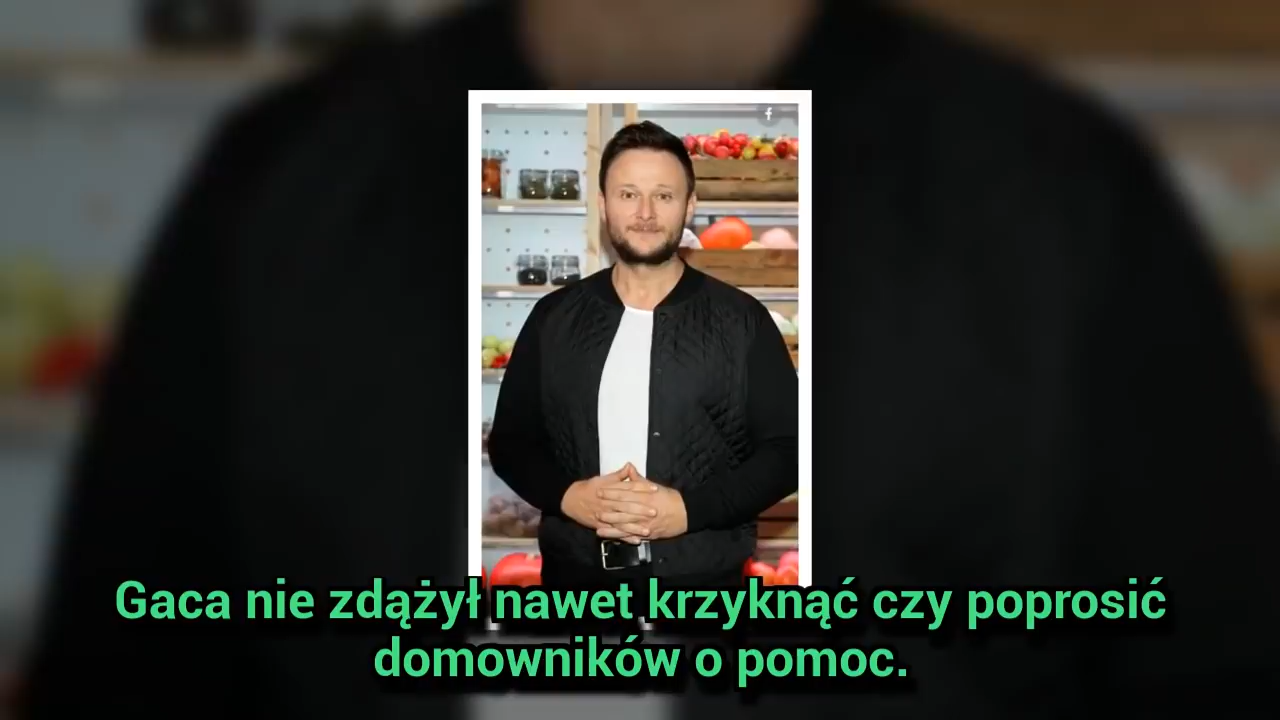 Gaca nie zdążył nawet krzyknąć czy poprosić
domowników o pomoc.